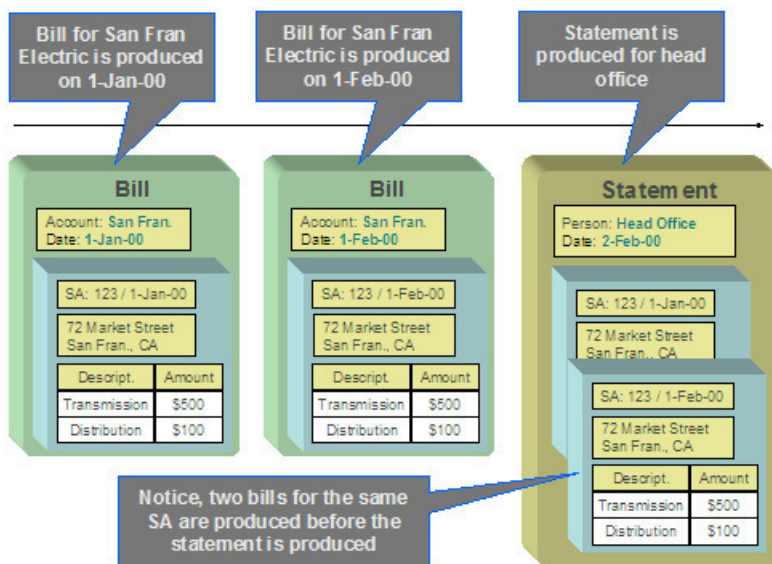 Bill for San Fran
Electric is produced
on 1-Jan-00
Bill for San Fran
Electric is produced
on 1-Feb-00
Statement is
produced for head
office
Bill
Account: San Fran.
Date: 1-Jan-00
SA: 123 / 1-Jan-00
72 Market Street
San Fran., CA
Descript. Amount
Transmission $500
Distribution $100
Bill
Account: San Fran.
Date: 1-Feb-00
SA: 123 / 1-Feb-00
72 Market Street
San Fran., CA
Descript. Amount
Transmission $500
Distribution $100
Statement
Person: Head Office
Date: 2-Feb-00
SA: 123 / 1-Jan-00
72 Market Street
San Fran., CA
SA: 123 / 1-Feb-00
72 Market Street
San Fran., CA
Descript. Amount
Transmission $500
Distribution $100
Notice, two bills for the same
SA are produced before the
statement is produced